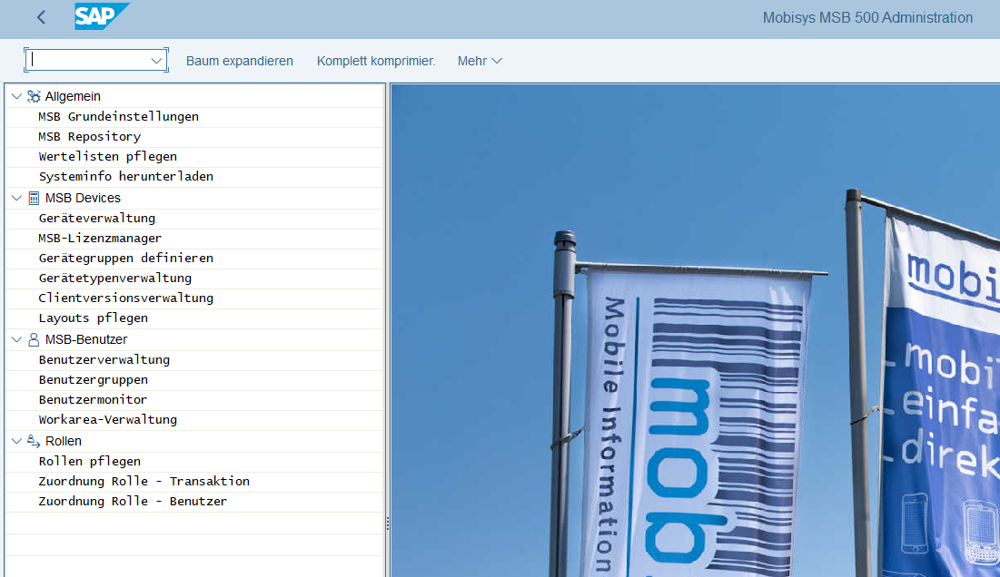 SAP
Mobisys MSB 500 Administration
Baum expandieren
Komplett komprimier.
Mehr
Allgemein
MSB Grundeinstellungen
MSB Repository
Wertelisten pflegen
Systeminfo herunterladen
MSB Devices
Geräteverwaltung
MSB-Lizenzmanager
Gerätegruppen definieren
Gerätetypenverwaltung
Clientversionsverwaltung
Layouts pflegen
MSB-Benutzer
Benutzerverwaltung
Benutzergruppen
Benutzermonitor
Workarea-Verwaltung
Rollen
Rollen pflegen
Zuordnung Rolle - Transaktion
Zuordnung Rolle - Benutzer
Mobile Information
mob
mobi
mobi
einfa
direk